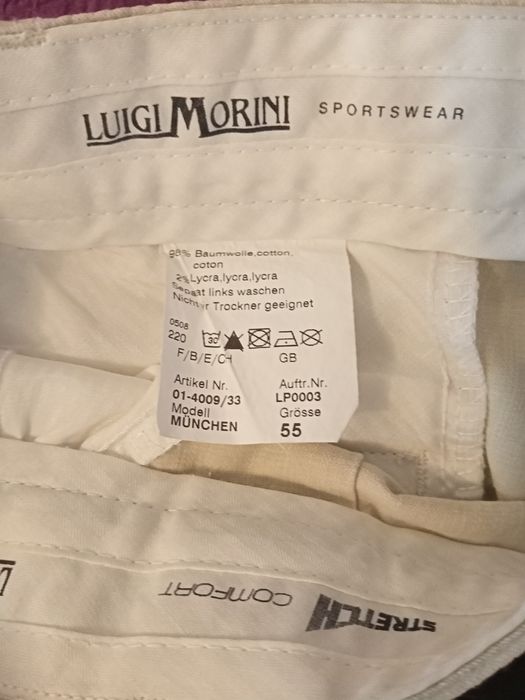 LUIGI MORINI SPORTSWEAR
98% Baumwolle,cotton,
coton
2% Lycra,lycra,lycra
Separat links waschen
Nicht für Trockner geeignet
0508
220
30
F/B/E/CH GB
Artikel Nr. Auftr.Nr.
01-4009/33 LP0003
Modell Grösse
MÜNCHEN 55
STRETCH COMFORT